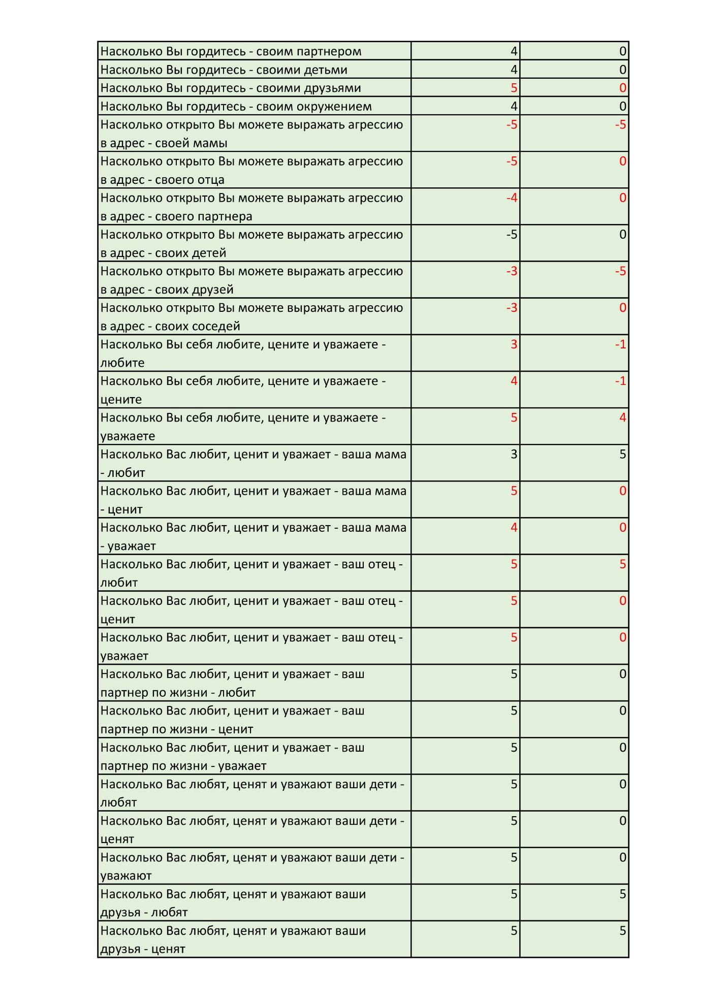 Насколько Вы гордитесь - своим партнером 4 0
Насколько Вы гордитесь - своими детьми 4 0
Насколько Вы гордитесь - своими друзьями 5 0
Насколько Вы гордитесь - своим окружением 4 0
Насколько открыто Вы можете выражать агрессию -5 -5
в адрес - своей мамы
Насколько открыто Вы можете выражать агрессию -5 0
в адрес - своего отца
Насколько открыто Вы можете выражать агрессию -4 0
в адрес - своего партнера
Насколько открыто Вы можете выражать агрессию -5 0
в адрес - своих детей
Насколько открыто Вы можете выражать агрессию -3 -5
в адрес - своих друзей
Насколько открыто Вы можете выражать агрессию -3 0
в адрес - своих соседей
Насколько Вы себя любите, цените и уважаете - 3 -1
любите
Насколько Вы себя любите, цените и уважаете - 4 -1
цените
Насколько Вы себя любите, цените и уважаете - 5 4
уважаете
Насколько Вас любит, ценит и уважает - ваша мама 3 5
- любит
Насколько Вас любит, ценит и уважает - ваша мама 5 0
- ценит
Насколько Вас любит, ценит и уважает - ваша мама 4 0
- уважает
Насколько Вас любит, ценит и уважает - ваш отец - 5 5
любит
Насколько Вас любит, ценит и уважает - ваш отец - 5 0
ценит
Насколько Вас любит, ценит и уважает - ваш отец - 5 0
уважает
Насколько Вас любит, ценит и уважает - ваш 5 0
партнер по жизни - любит
Насколько Вас любит, ценит и уважает - ваш 5 0
партнер по жизни - ценит
Насколько Вас любит, ценит и уважает - ваш 5 0
партнер по жизни - уважает
Насколько Вас любят, ценят и уважают ваши дети - 5 0
любят
Насколько Вас любят, ценят и уважают ваши дети - 5 0
ценят
Насколько Вас любят, ценят и уважают ваши дети - 5 0
уважают
Насколько Вас любят, ценят и уважают ваши 5 5
друзья - любят
Насколько Вас любят, ценят и уважают ваши 5 5
друзья - ценят